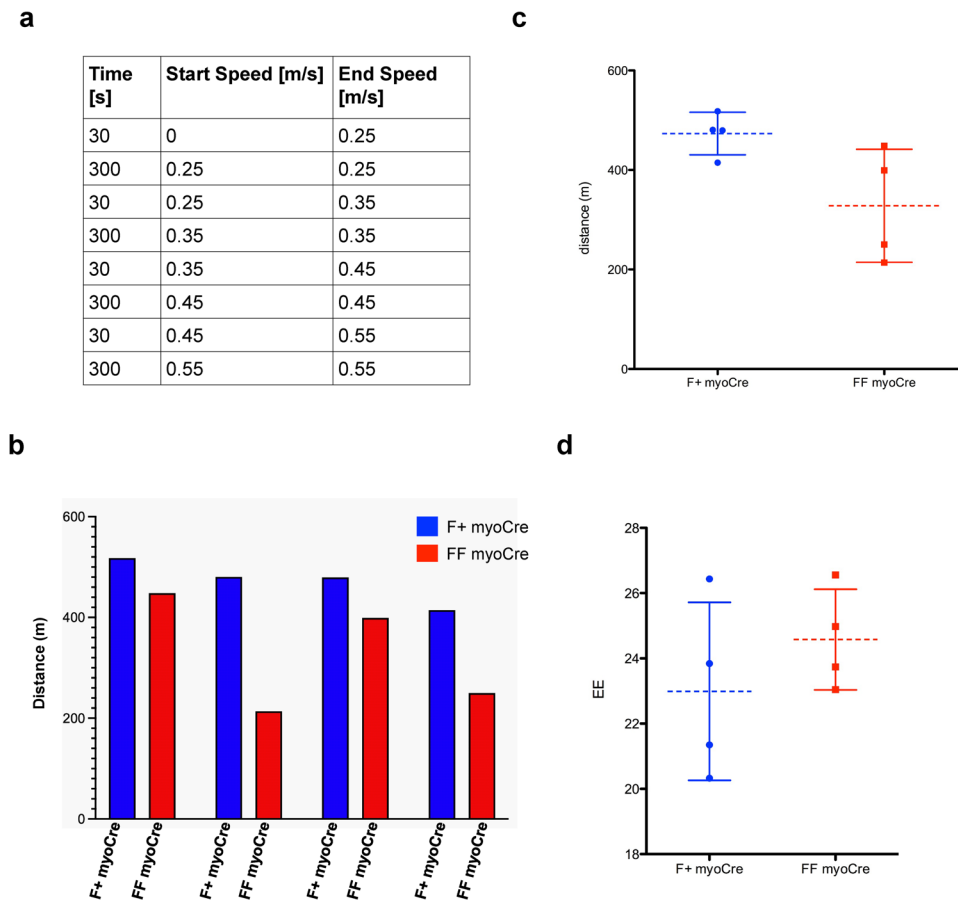 a
Time [s] Start Speed [m/s] End Speed [m/s]
30 0 0.25
300 0.25 0.25
30 0.25 0.35
300 0.35 0.35
30 0.35 0.45
300 0.45 0.45
30 0.45 0.55
300 0.55 0.55
b
Distance (m)
600
400
200
0
F+ myoCre
FF myoCre
F+ myoCre
FF myoCre
F+ myoCre
FF myoCre
F+ myoCre
FF myoCre
F+ myoCre
FF myoCre
c
distance (m)
600
400
200
0
F+ myoCre
FF myoCre
d
EE
28
26
24
22
20
18
F+ myoCre
FF myoCre